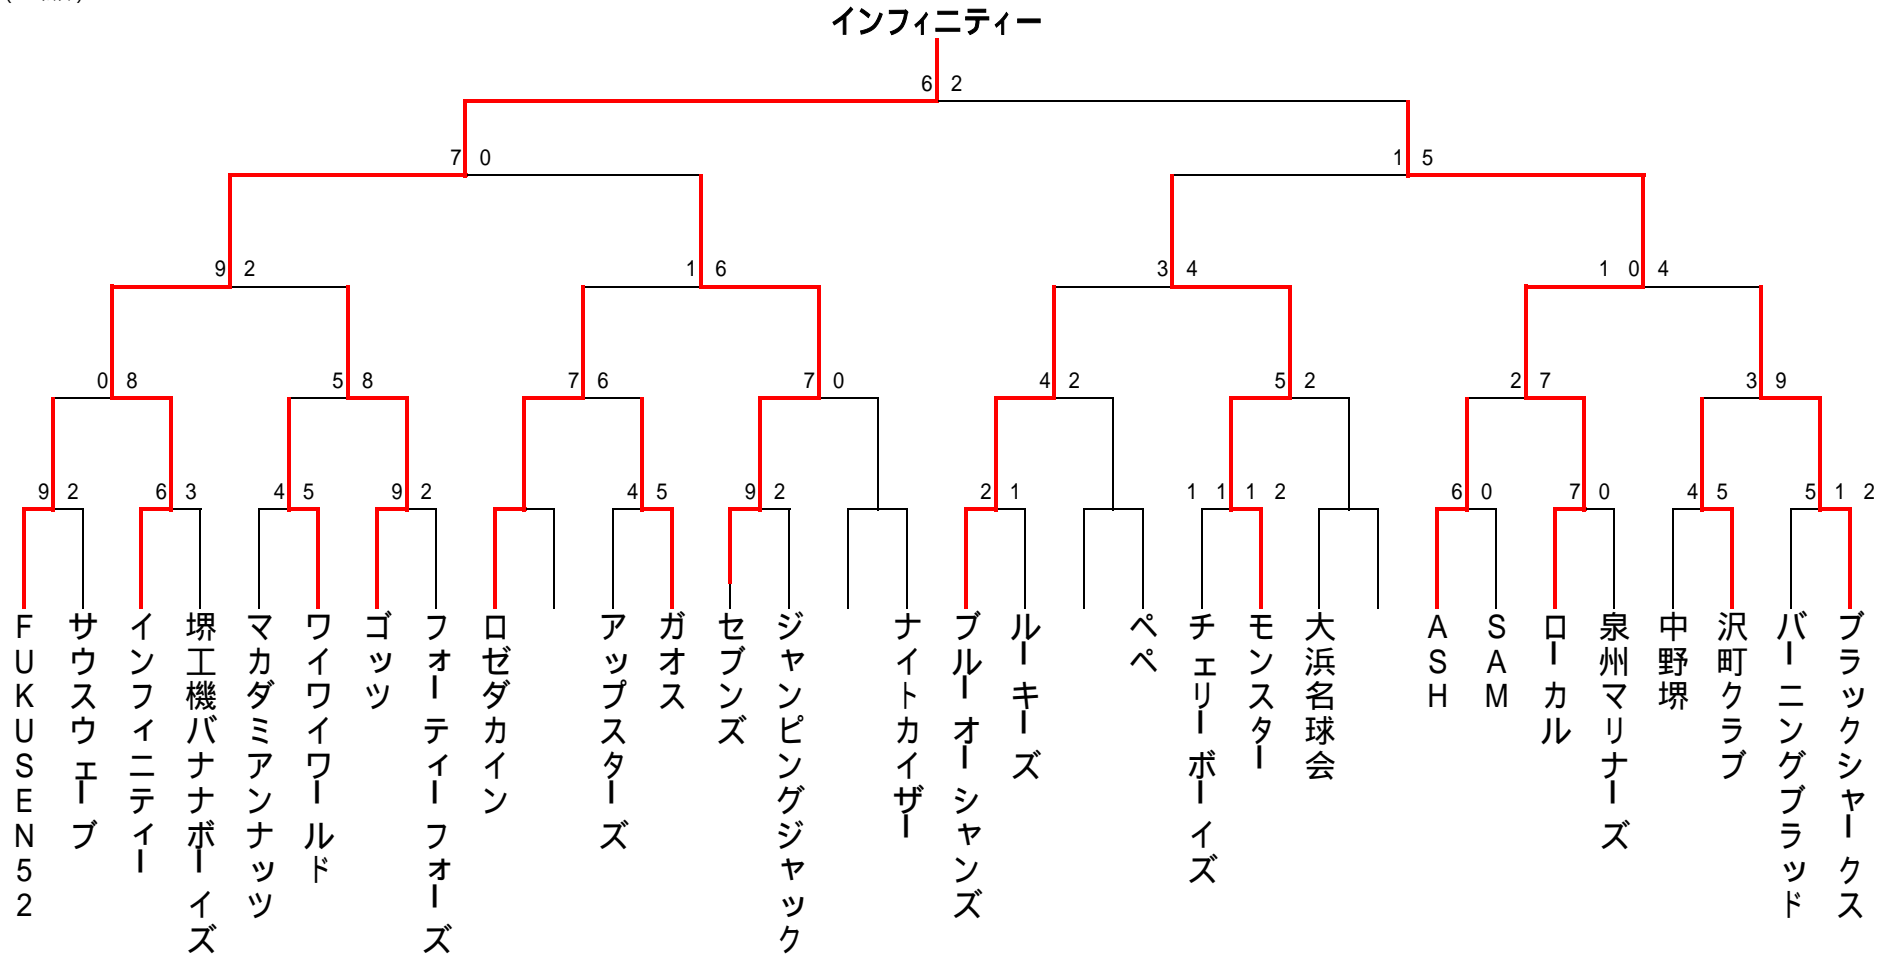 インフィニティー
6 2
7 0
1 5
9 2
1 6
3 4
1 0 4
0 8
5 8
7 6
7 0
4 2
5 2
2 7
3 9
9 2
6 3
4 5
9 2
4 5
9 2
2 1
1 1 1 2
6 0
7 0
4 5
5 1 2
FUKUSEN52
サウスウェーブ
インフィニティー
堺工機バナナボーイズ
マカダミアンナッツ
ワイワイワールド
ゴッツ
フォーティーフォーズ
ロゼダカイン
アップスターズ
ガオス
セブンズ
ジャンピングジャック
ナイトカイザー
ブルーオーシャンズ
ルーキーズ
ペペ
チェリーボーイズ
モンスター
大浜名球会
ASH
SAM
ローカル
泉州マリナーズ
中野堺
沢町クラブ
バーニングブラッド
ブラックシャークス